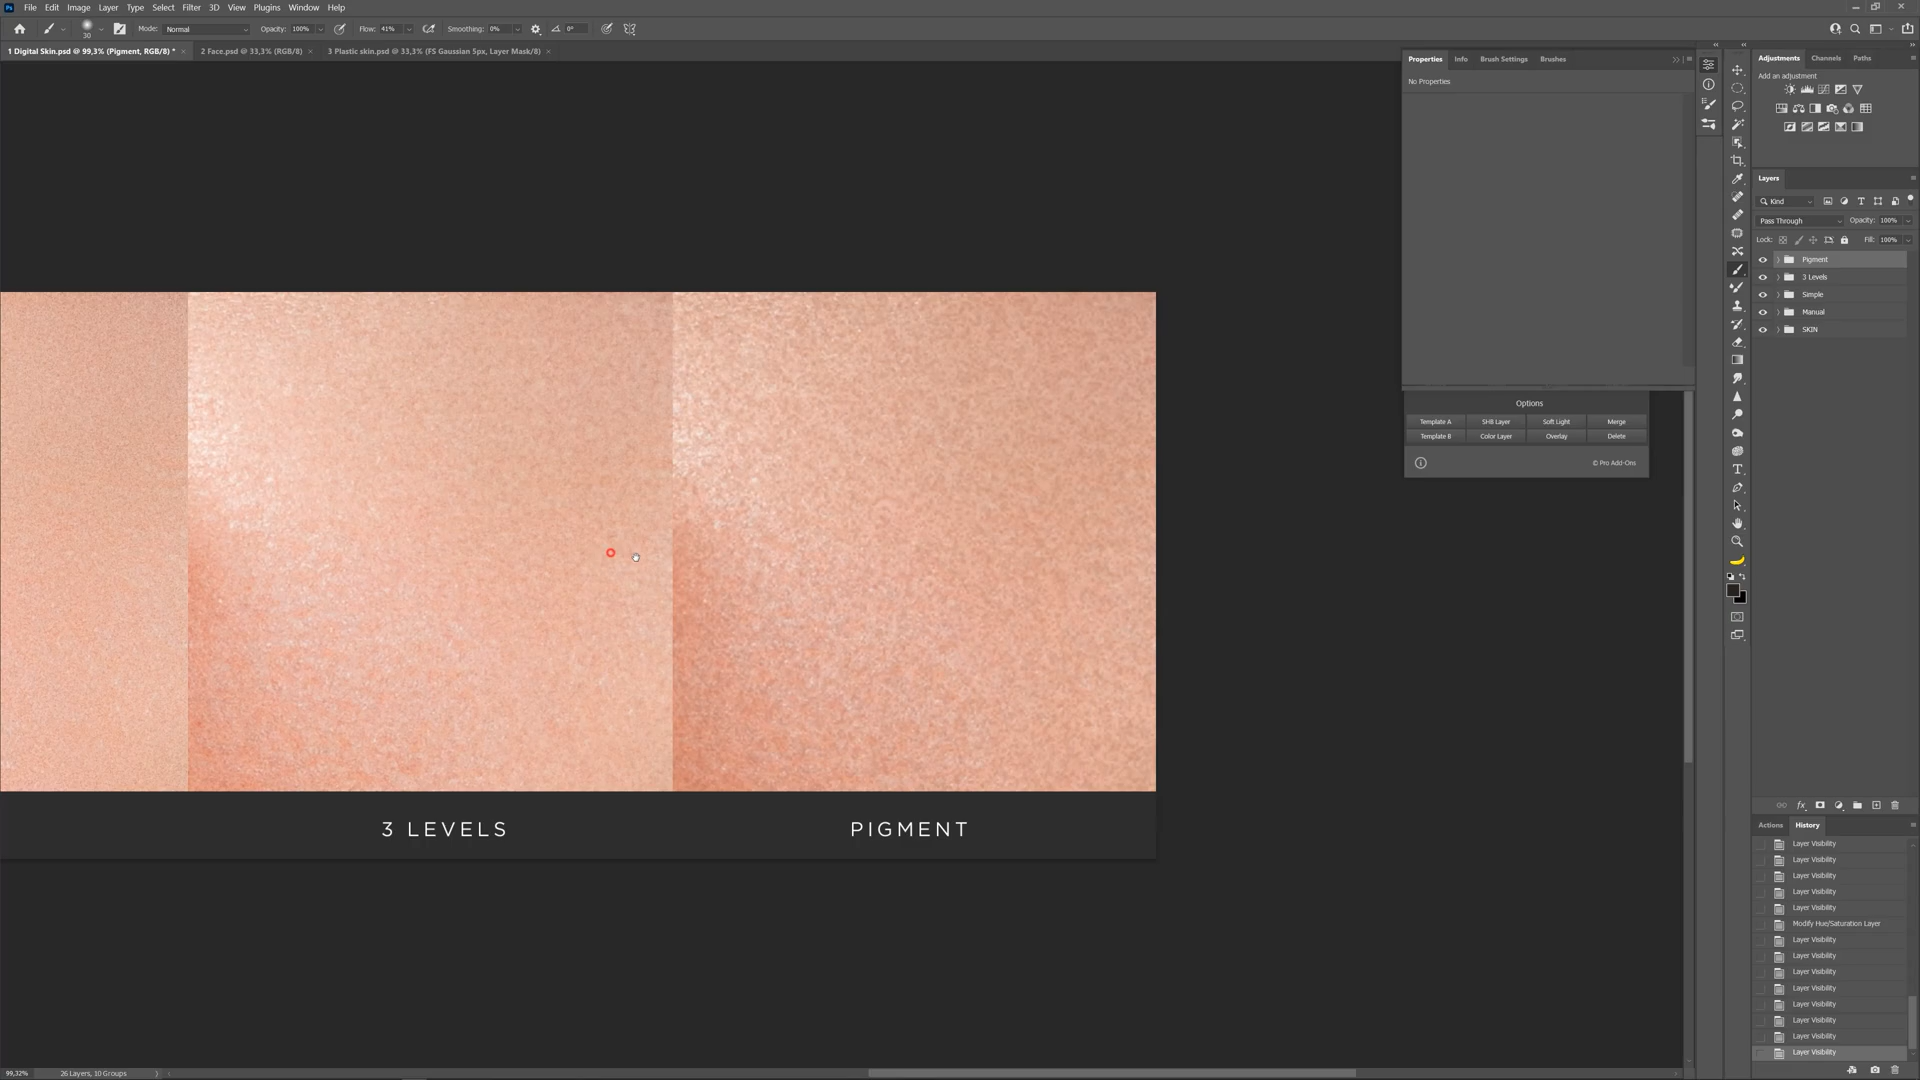 Ps File Edit Image Layer Type Select Filter 3D View Plugins Window Help
30 Mode: Normal Opacity: 100% Flow: 41% Smoothing: 0% 0°
1 Digital Skin.psd @ 99,3% (Pigment, RGB/8) * × 2 Face.psd @ 33,3% (RGB/8) × 3 Plastic skin.psd @ 33,3% (FS Gaussian 5px, Layer Mask/8) ×
Properties Info Brush Settings Brushes
No Properties
Options
Template A SHB Layer Soft Light Merge
Template B Color Layer Overlay Delete
© Pro Add-Ons
Adjustments Channels Paths
Add an adjustment
Layers
Kind
Pass Through Opacity: 100%
Lock: Fill: 100%
Pigment
3 Levels
Simple
Manual
SKIN
3 LEVELS
PIGMENT
Actions History
Layer Visibility
Layer Visibility
Layer Visibility
Layer Visibility
Layer Visibility
Modify Hue/Saturation Layer
Layer Visibility
Layer Visibility
Layer Visibility
Layer Visibility
Layer Visibility
Layer Visibility
Layer Visibility
Layer Visibility
99,32% 26 Layers, 10 Groups